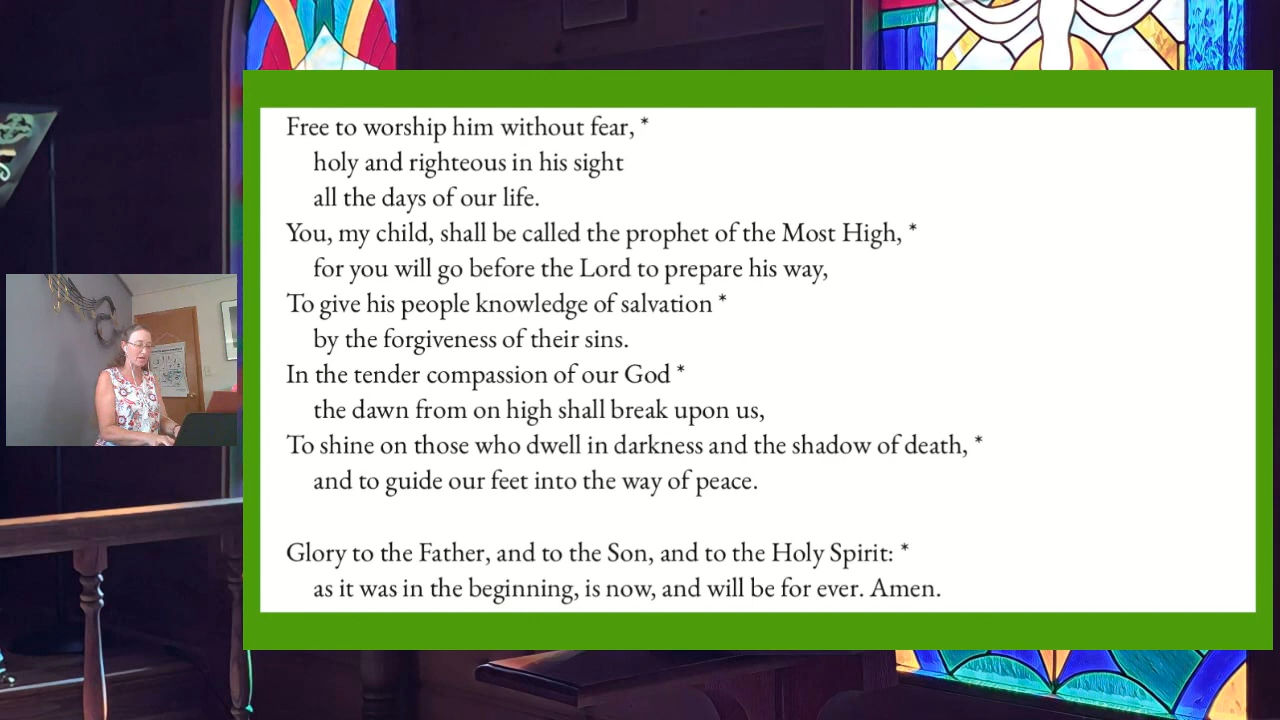 Free to worship him without fear, *
holy and righteous in his sight
all the days of our life.
You, my child, shall be called the prophet of the Most High, *
for you will go before the Lord to prepare his way,
To give his people knowledge of salvation *
by the forgiveness of their sins.
In the tender compassion of our God *
the dawn from on high shall break upon us,
To shine on those who dwell in darkness and the shadow of death, *
and to guide our feet into the way of peace.
Glory to the Father, and to the Son, and to the Holy Spirit: *
as it was in the beginning, is now, and will be for ever. Amen.